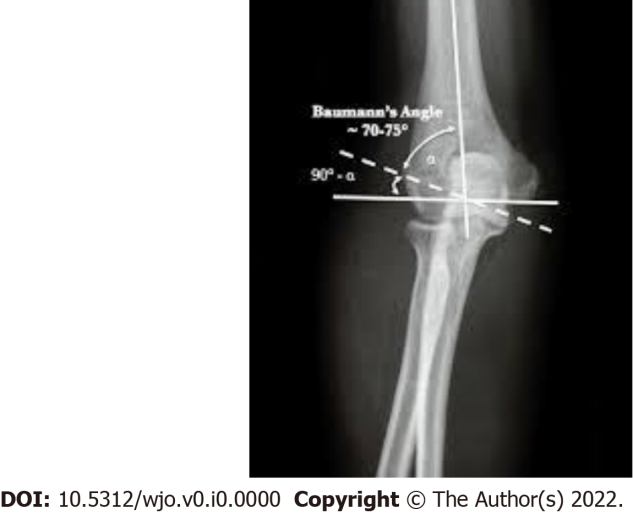 Baumann's Angle
~ 70-75°
α
90° - α
DOI: 10.5312/wjo.v0.i0.0000 Copyright © The Author(s) 2022.